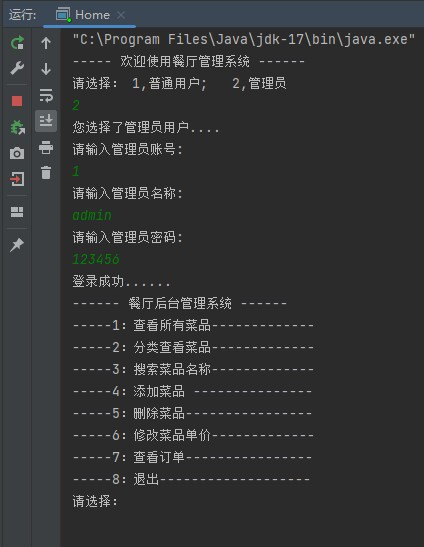 运行: Home ×
"C:\Program Files\Java\jdk-17\bin\java.exe"
----- 欢迎使用餐厅管理系统 ------
请选择: 1,普通用户;  2,管理员
2
您选择了管理员用户....
请输入管理员账号:
1
请输入管理员名称:
admin
请输入管理员密码:
123456
登录成功......
------ 餐厅后台管理系统 ------
-----1: 查看所有菜品--------------
-----2: 分类查看菜品--------------
-----3: 搜索菜品名称--------------
-----4: 添加菜品 ----------------
-----5: 删除菜品-----------------
-----6: 修改菜品单价--------------
-----7: 查看订单-----------------
-----8: 退出--------------------
请选择: